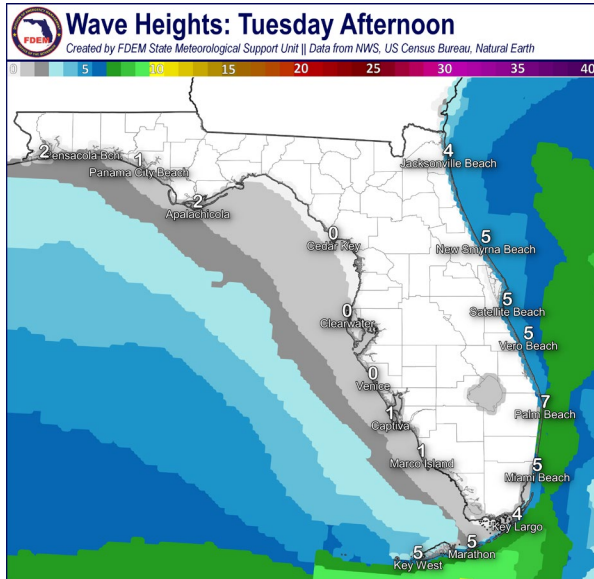 Wave Heights: Tuesday Afternoon
Created by FDEM State Meteorological Support Unit || Data from NWS, US Census Bureau, Natural Earth
0 5 10 15 20 25 30 35 40
2
ensacola Bch
1
Panama City Beach
2
Apalachicola
4
Jacksonville Beach
0
Cedar Key
5
New Smyrna Beach
5
Satellite Beach
0
Clearwater
5
Vero Beach
0
Venice
7
Palm Beach
1
Captiva
1
Marco Island
5
Miami Beach
4
Key Largo
5
Marathon
5
Key West